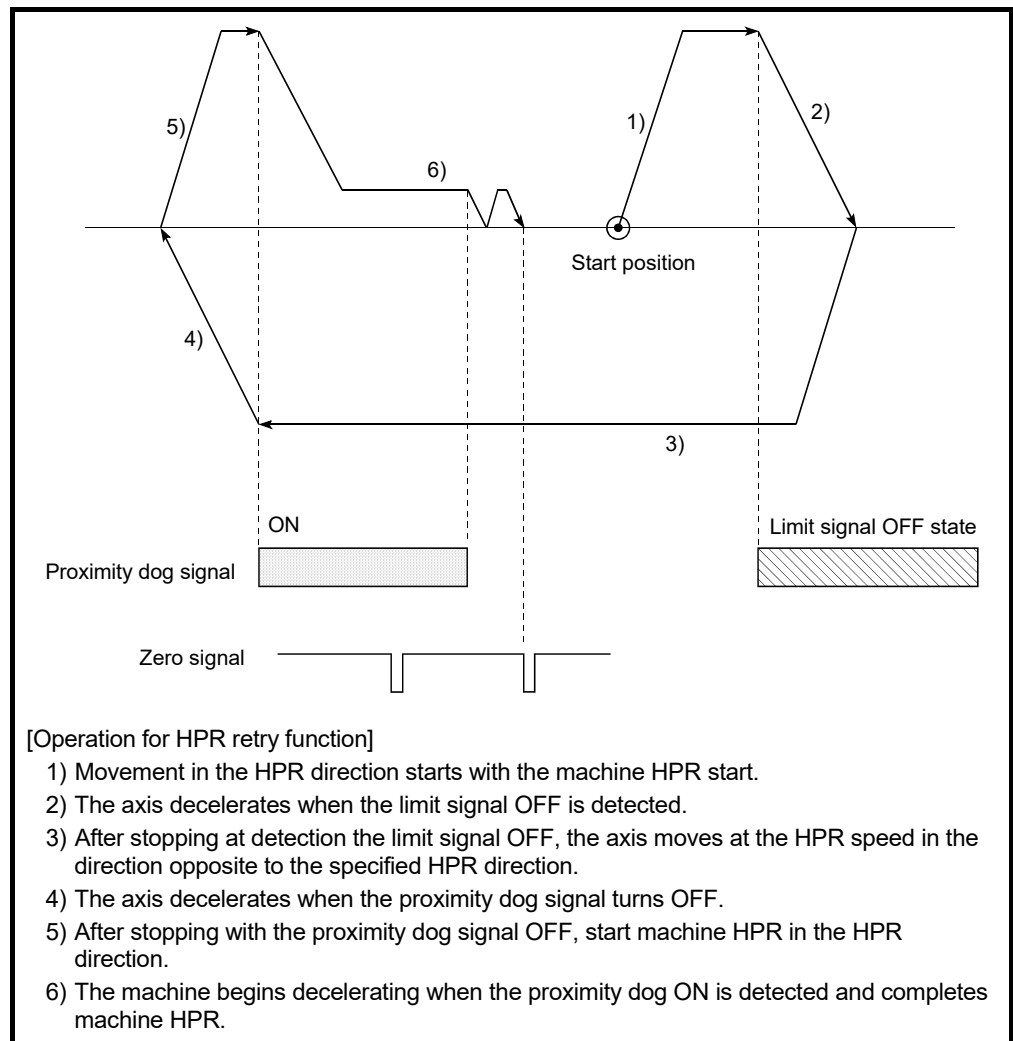 5)
6)
1)
2)
Start position
4)
3)
ON
Limit signal OFF state
Proximity dog signal
Zero signal
[Operation for HPR retry function]
1) Movement in the HPR direction starts with the machine HPR start.
2) The axis decelerates when the limit signal OFF is detected.
3) After stopping at detection the limit signal OFF, the axis moves at the HPR speed in the
direction opposite to the specified HPR direction.
4) The axis decelerates when the proximity dog signal turns OFF.
5) After stopping with the proximity dog signal OFF, start machine HPR in the HPR
direction.
6) The machine begins decelerating when the proximity dog ON is detected and completes
machine HPR.